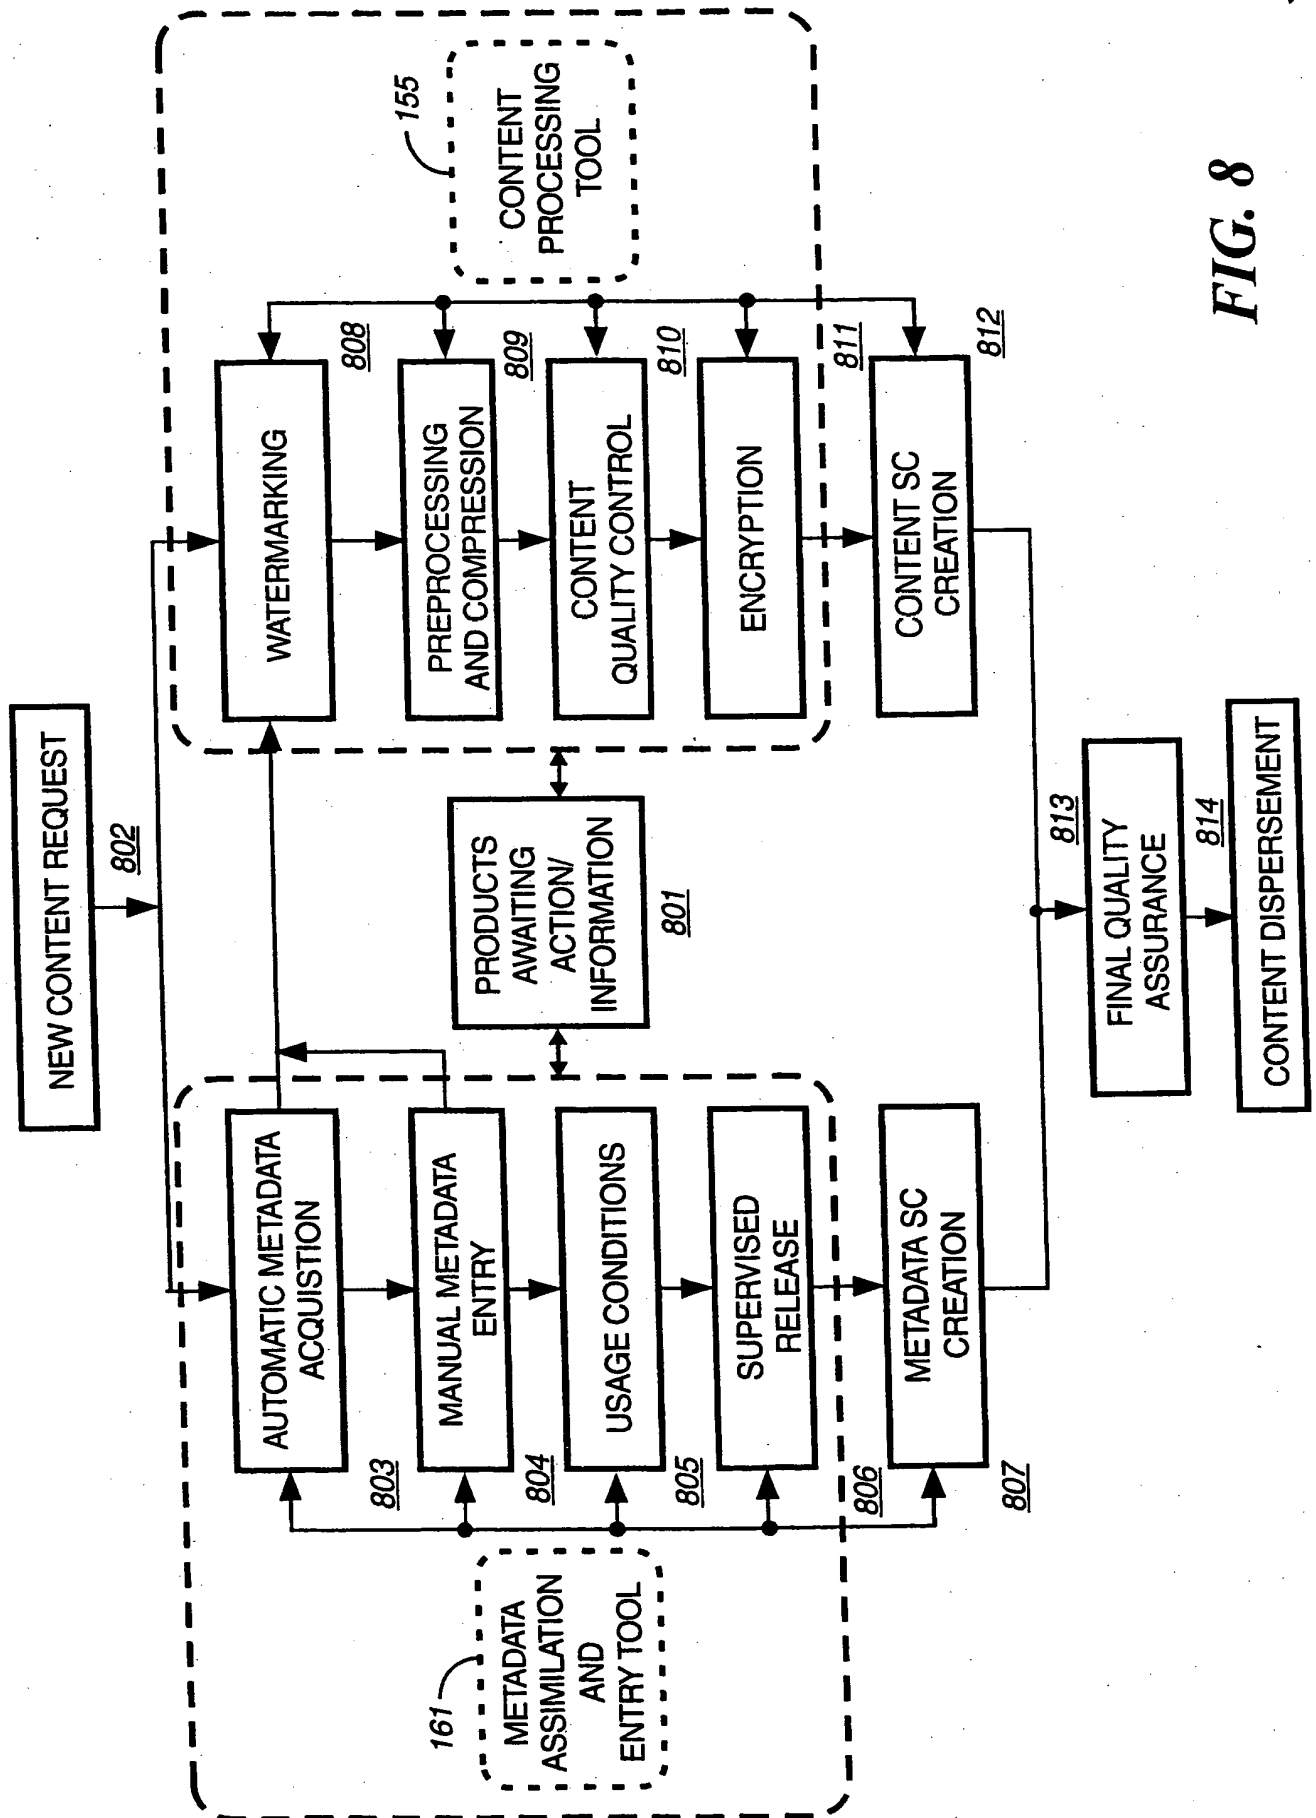 NEW CONTENT REQUEST
802
AUTOMATIC METADATA
ACQUISTION
803
MANUAL METADATA
ENTRY
804
USAGE CONDITIONS
805
SUPERVISED
RELEASE
806
METADATA SC
CREATION
807
161
METADATA
ASSIMILATION
AND
ENTRY TOOL
PRODUCTS
AWAITING
ACTION/
INFORMATION
801
WATERMARKING
808
PREPROCESSING
AND COMPRESSION
809
CONTENT
QUALITY CONTROL
810
ENCRYPTION
811
CONTENT SC
CREATION
812
155
CONTENT
PROCESSING
TOOL
813
FINAL QUALITY
ASSURANCE
814
CONTENT DISPERSEMENT
FIG. 8